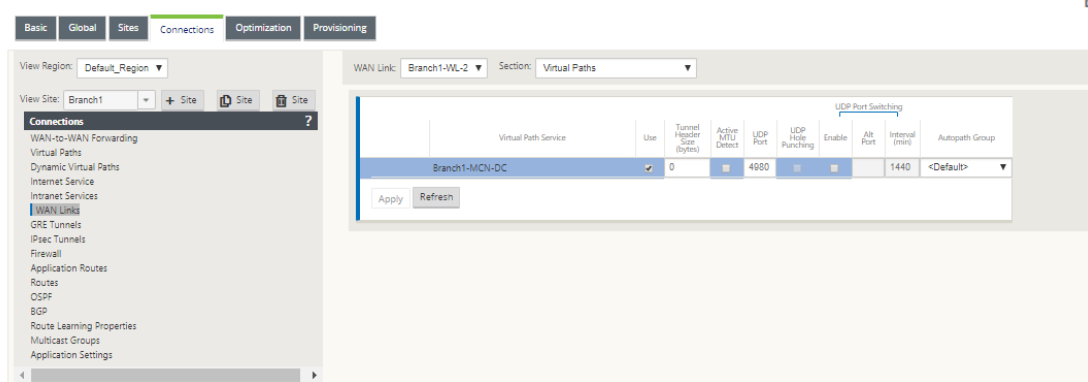 Basic Global Sites Connections Optimization Provisioning
View Region: Default_Region
View Site: Branch1 + Site Site Site
Connections ?
WAN-to-WAN Forwarding
Virtual Paths
Dynamic Virtual Paths
Internet Service
Intranet Services
WAN Links
GRE Tunnels
IPsec Tunnels
Firewall
Application Routes
Routes
OSPF
BGP
Route Learning Properties
Multicast Groups
Application Settings
WAN Link: Branch1-WL-2 Section: Virtual Paths
UDP Port Switching
Virtual Path Service Use Tunnel Header Size (bytes) Active MTU Detect UDP Port UDP Hole Punching Enable Alt Port Interval (min) Autopath Group
Branch1-MCN-DC 0 4980 1440 <Default>
Apply Refresh